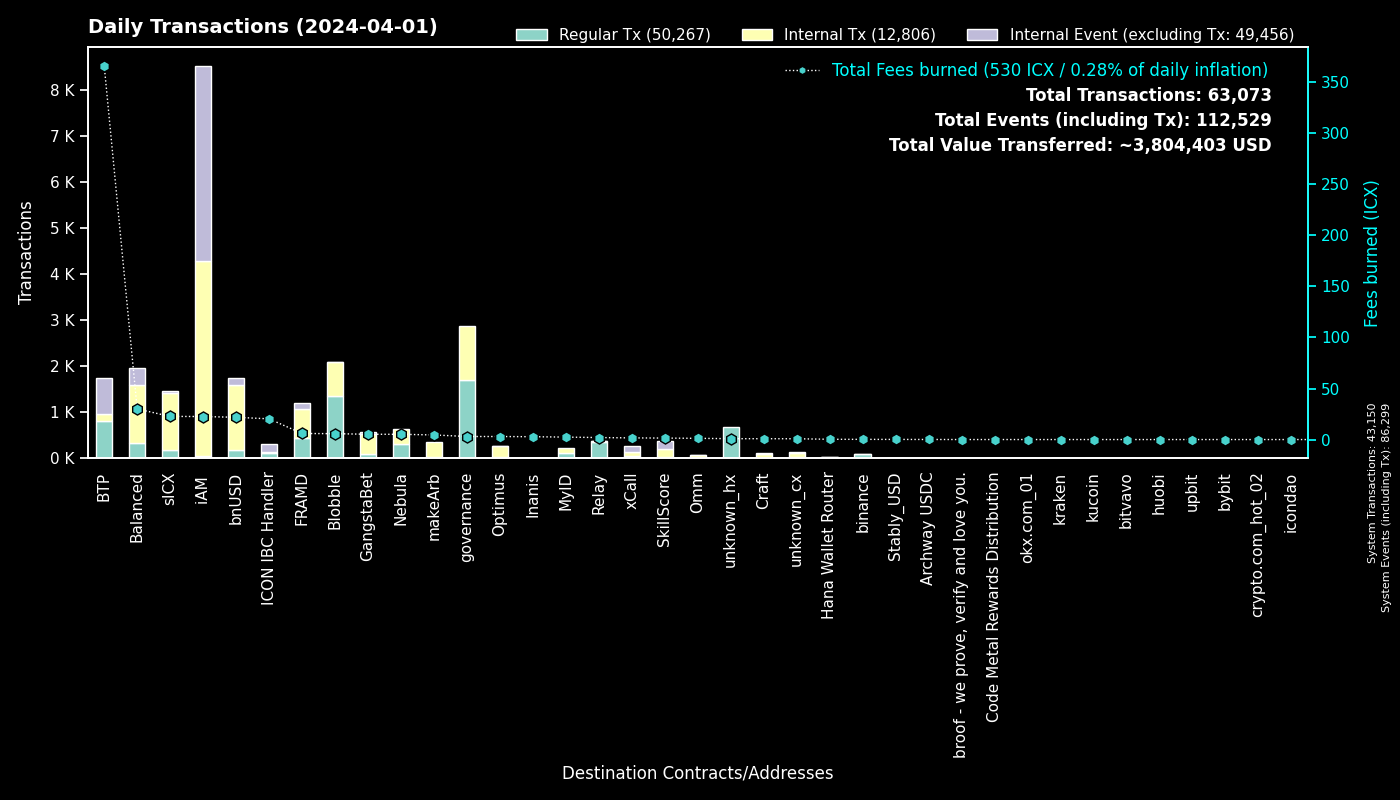 Daily Transactions (2024-04-01)
Regular Tx (50,267)
Internal Tx (12,806)
Internal Event (excluding Tx: 49,456)
Total Fees burned (530 ICX / 0.28% of daily inflation)
Total Transactions: 63,073
Total Events (including Tx): 112,529
Total Value Transferred: ~3,804,403 USD
Transactions
8 K
7 K
6 K
5 K
4 K
3 K
2 K
1 K
0 K
350
300
250
200
150
100
50
0
Fees burned (ICX)
System Transactions: 43,150
System Events (including Tx): 86,299
BTP
Balanced
sICX
iAM
bnUSD
ICON IBC Handler
FRAMD
Blobble
GangstaBet
Nebula
makeArb
governance
Optimus
Inanis
MyID
Relay
xCall
SkillScore
Omm
unknown_hx
Craft
unknown_cx
Hana Wallet Router
binance
Stably_USD
Archway USDC
broof - we prove, verify and love you.
Code Metal Rewards Distribution
okx.com_01
kraken
kucoin
bitvavo
huobi
upbit
bybit
crypto.com_hot_02
icondao
Destination Contracts/Addresses